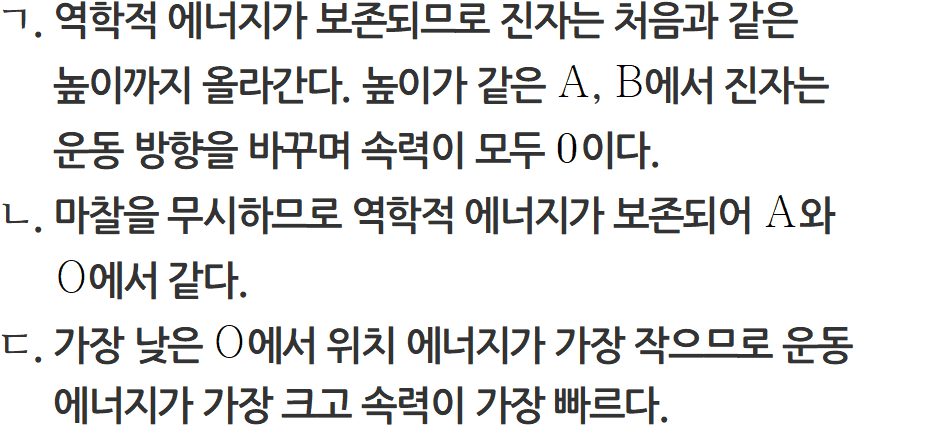 ㄱ. 역학적 에너지가 보존되므로 진자는 처음과 같은
높이까지 올라간다. 높이가 같은 A, B에서 진자는
운동 방향을 바꾸며 속력이 모두 0이다.
ㄴ. 마찰을 무시하므로 역학적 에너지가 보존되어 A와
O에서 같다.
ㄷ. 가장 낮은 O에서 위치 에너지가 가장 작으므로 운동
에너지가 가장 크고 속력이 가장 빠르다.